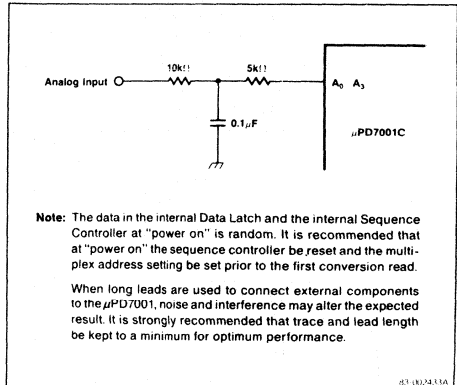 10kΩ
5kΩ
Analog Input
A₀ A₃
0.1μF
μPD7001C
Note: The data in the internal Data Latch and the internal Sequence
Controller at "power on" is random. It is recommended that
at "power on" the sequence controller be reset and the multi-
plex address setting be set prior to the first conversion read.
When long leads are used to connect external components
to the μPD7001, noise and interference may alter the expected
result. It is strongly recommended that trace and lead length
be kept to a minimum for optimum performance.
83-002433A